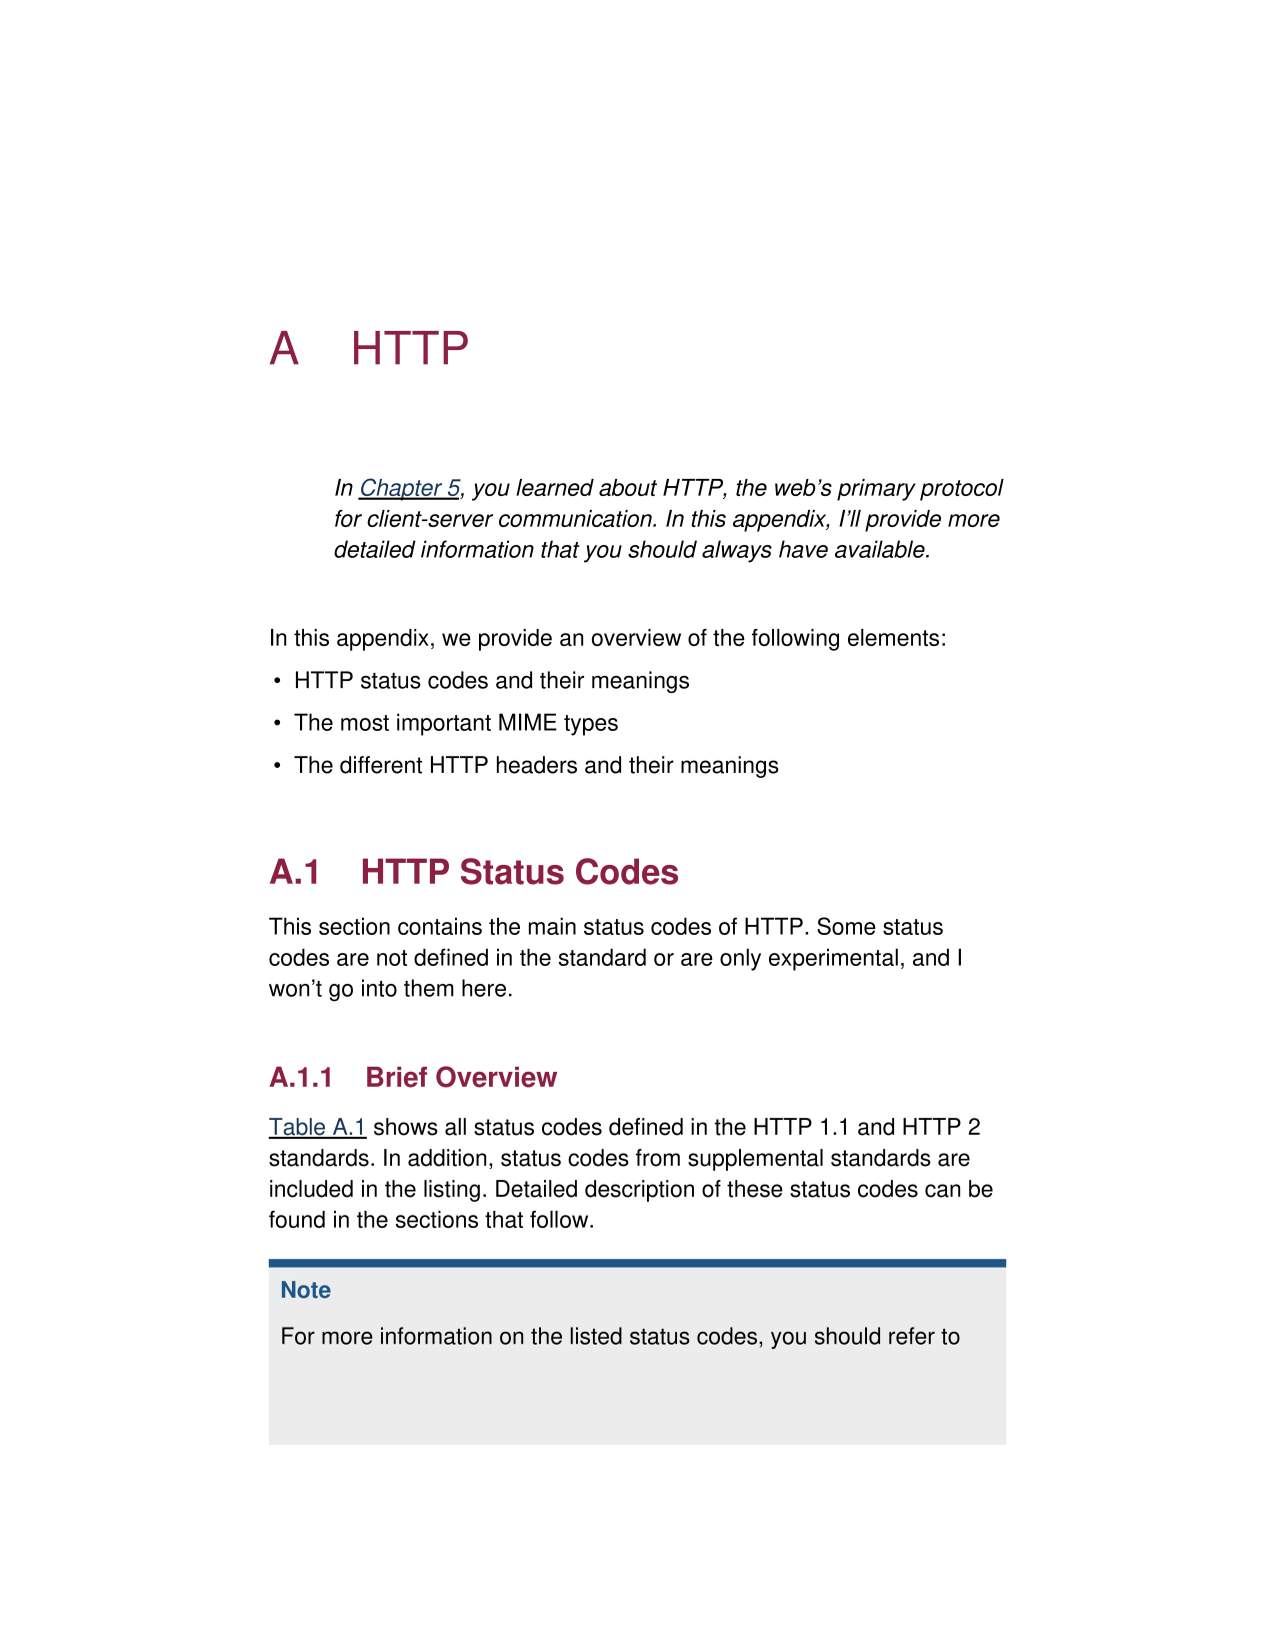 A HTTP
In Chapter 5, you learned about HTTP, the web’s primary protocol
for client-server communication. In this appendix, I’ll provide more
detailed information that you should always have available.
In this appendix, we provide an overview of the following elements:
• HTTP status codes and their meanings
• The most important MIME types
• The different HTTP headers and their meanings
A.1 HTTP Status Codes
This section contains the main status codes of HTTP. Some status
codes are not defined in the standard or are only experimental, and I
won’t go into them here.
A.1.1 Brief Overview
Table A.1 shows all status codes defined in the HTTP 1.1 and HTTP 2
standards. In addition, status codes from supplemental standards are
included in the listing. Detailed description of these status codes can be
found in the sections that follow.
Note
For more information on the listed status codes, you should refer to